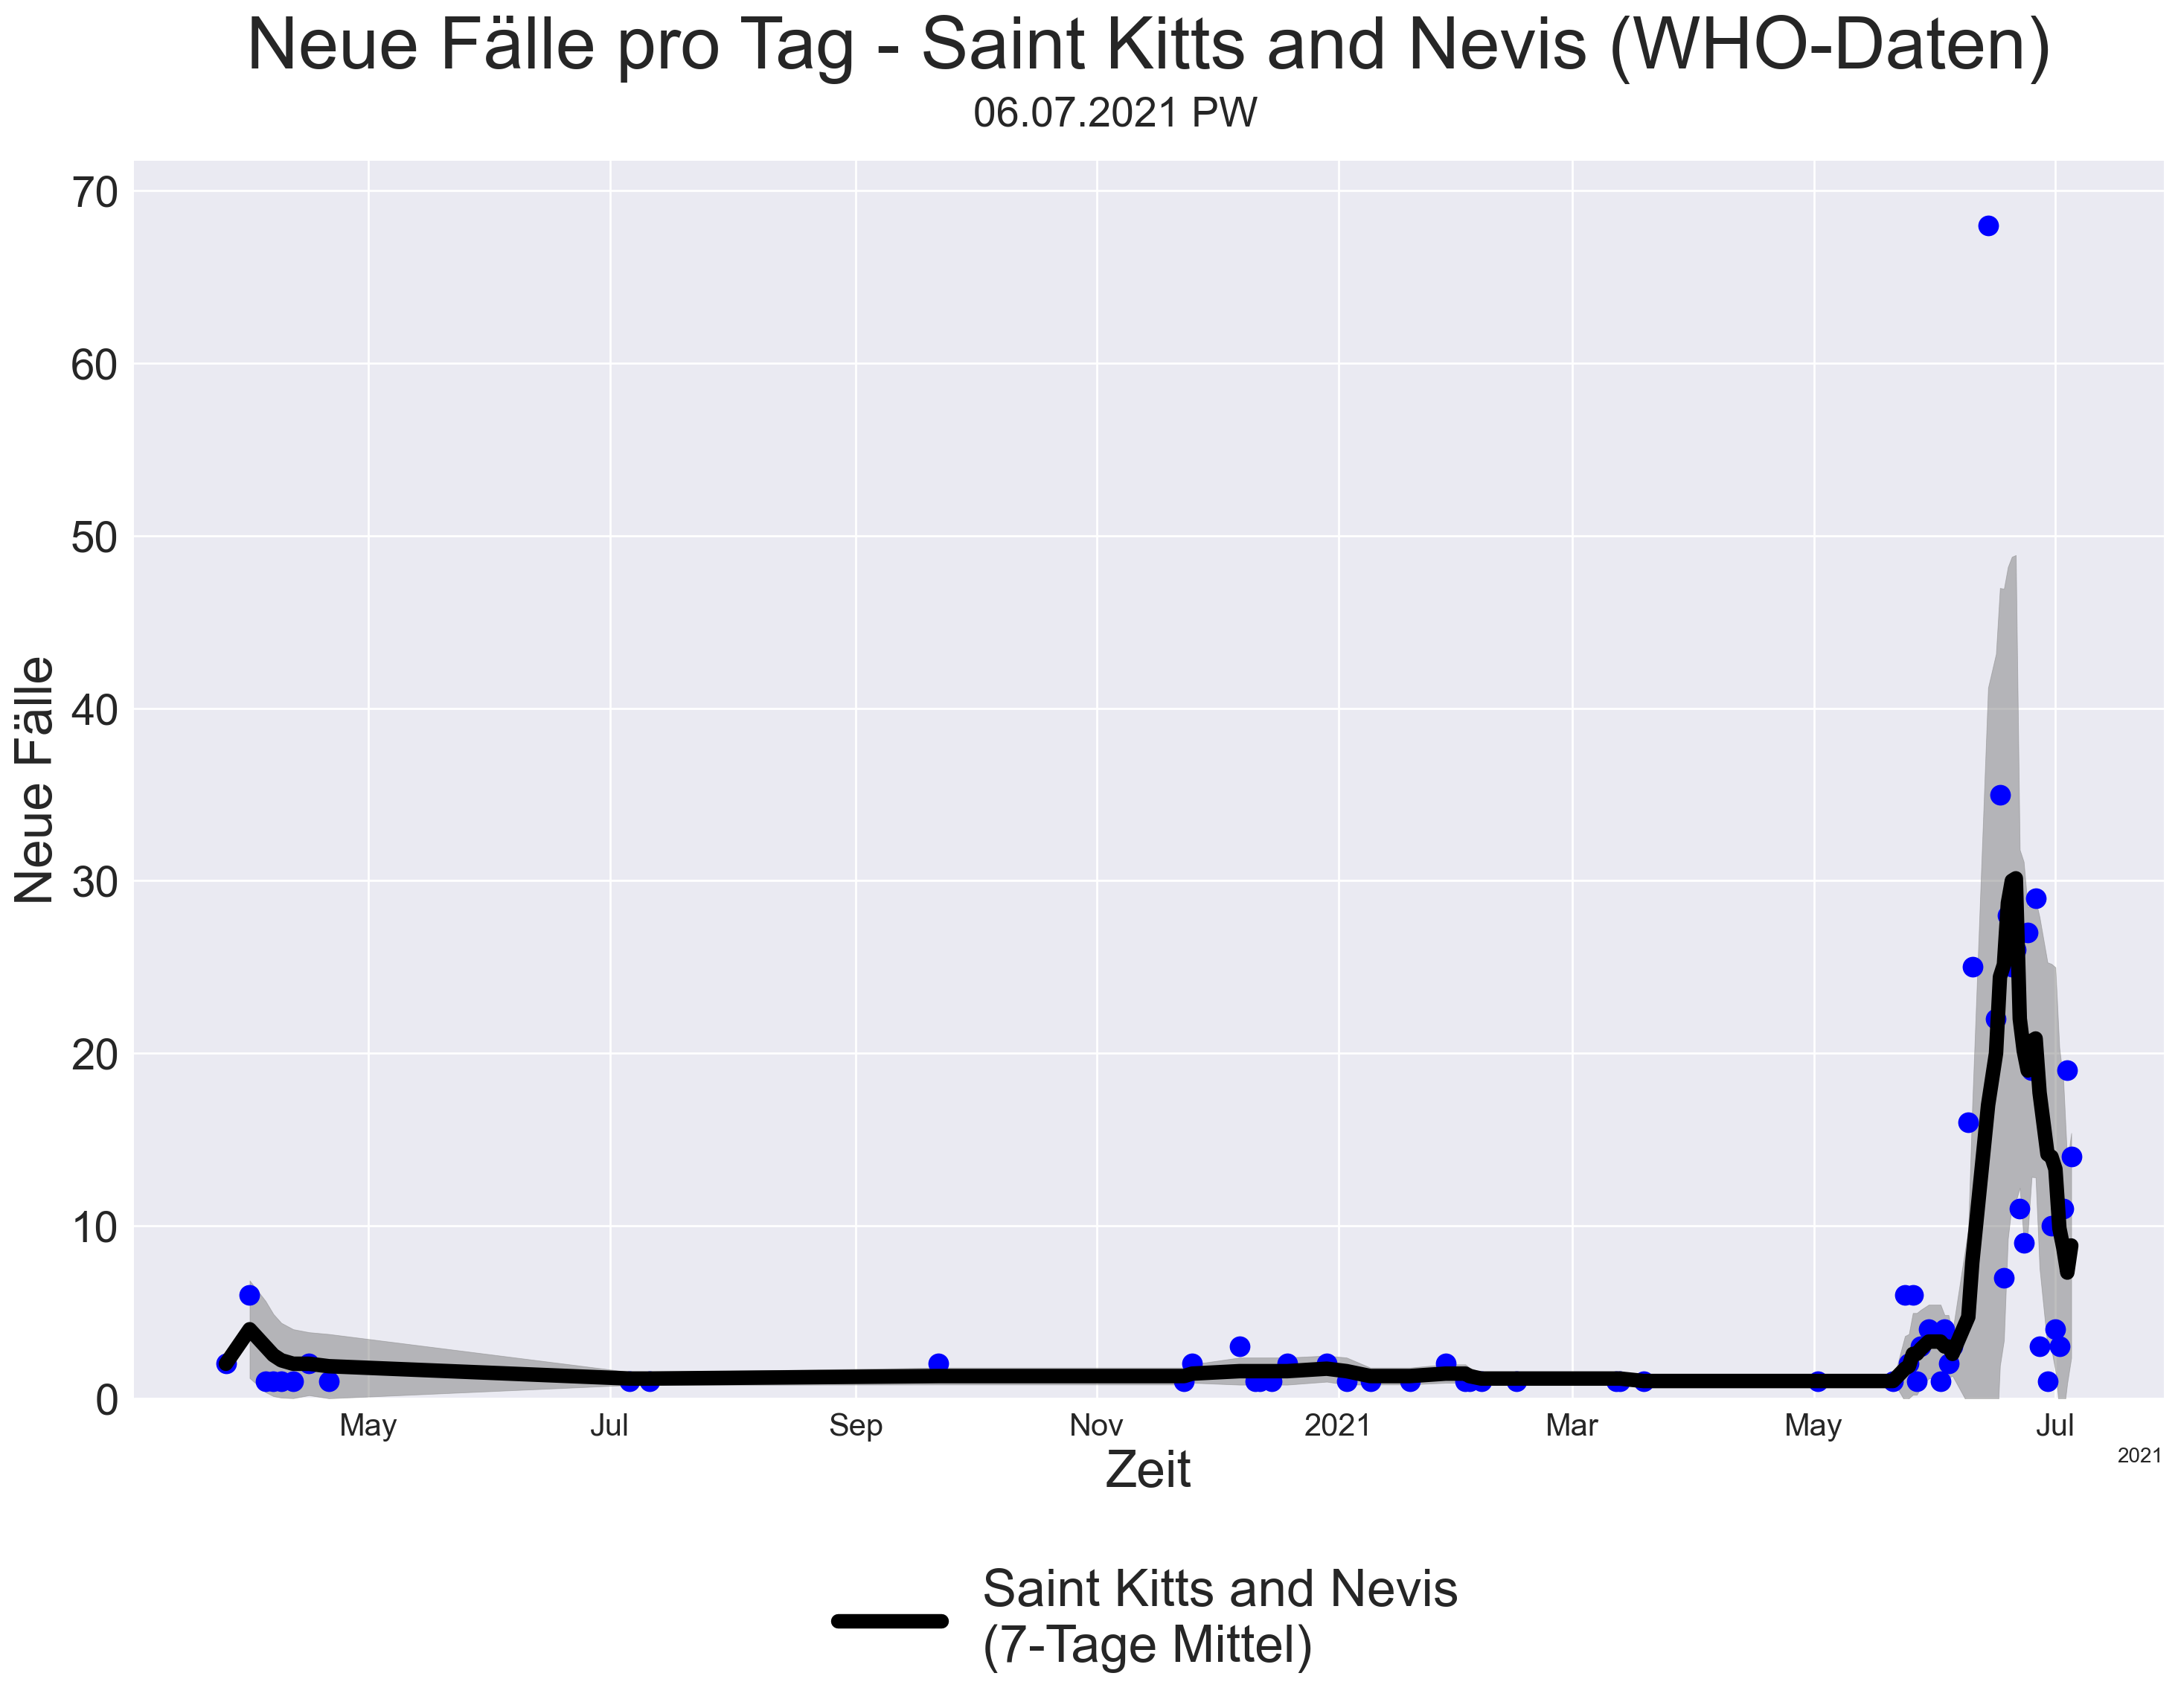 Neue Fälle pro Tag - Saint Kitts and Nevis (WHO-Daten)
06.07.2021 PW
70
60
50
40
30
20
10
0
Neue Fälle
May Jul Sep Nov 2021 Mar May Jul
2021
Zeit
Saint Kitts and Nevis
(7-Tage Mittel)